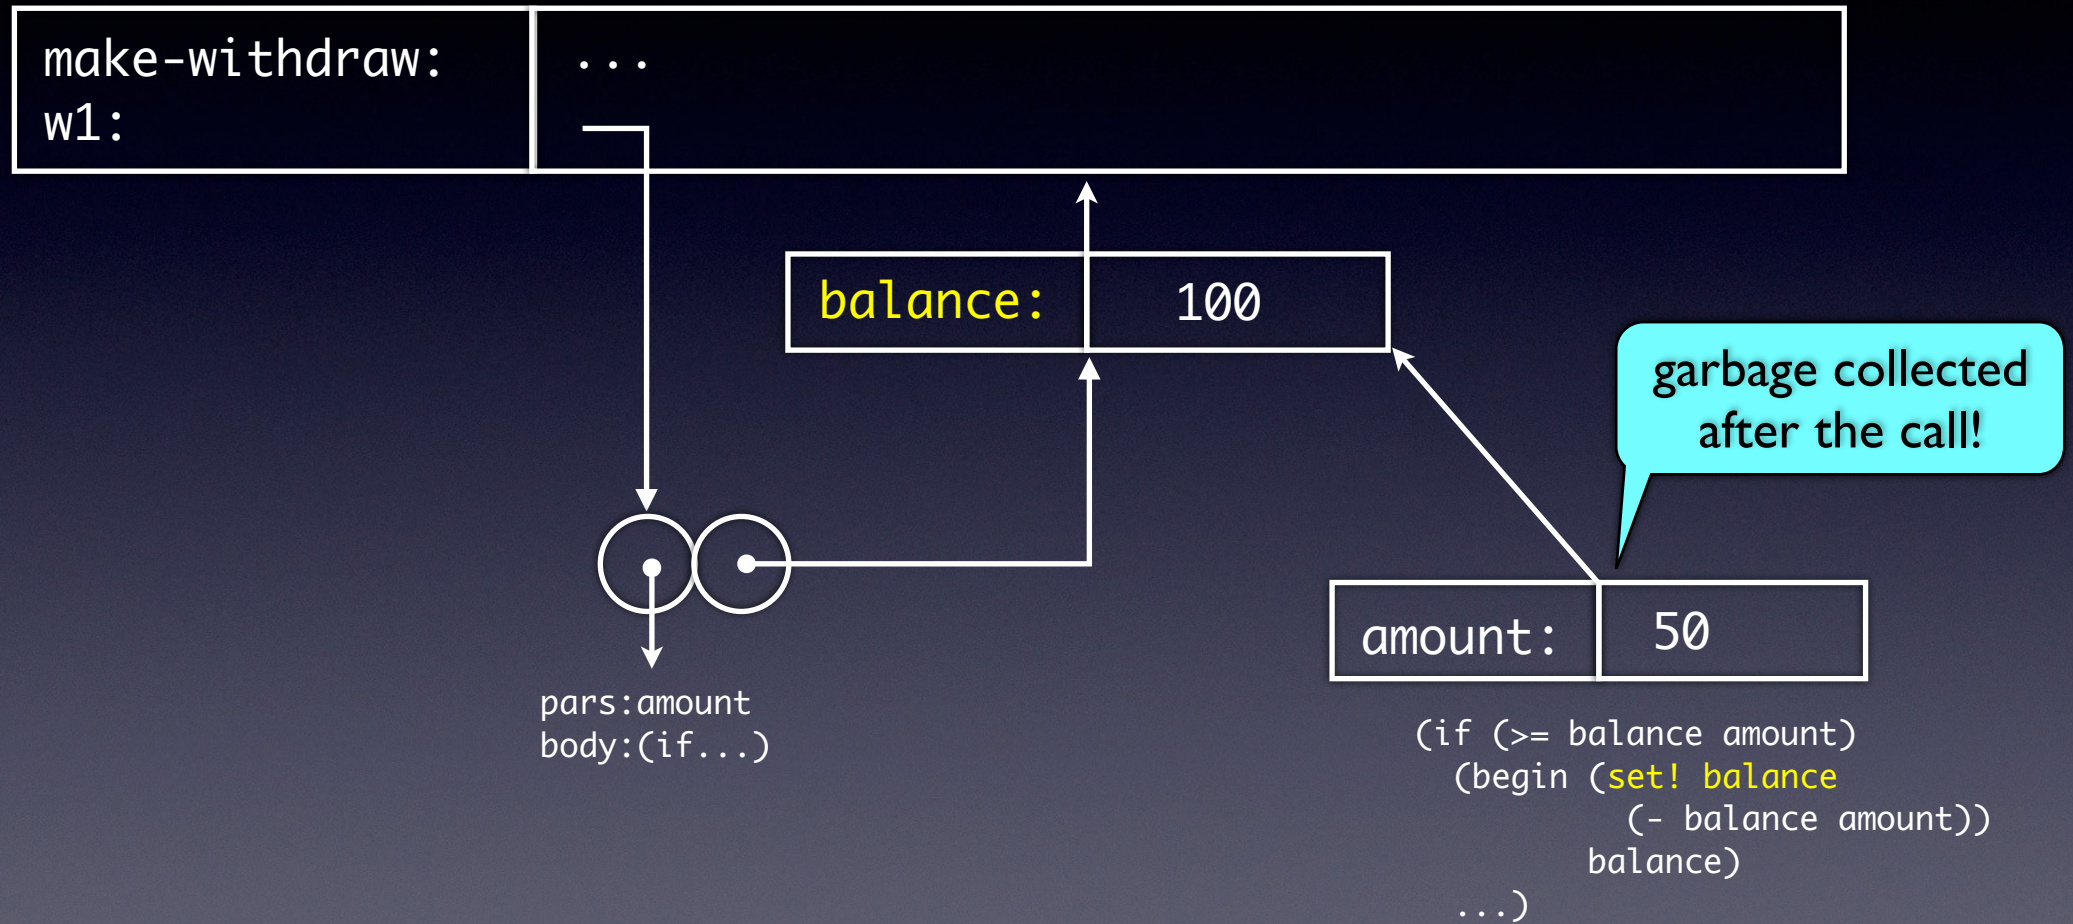 make-withdraw: ...
w1:
balance: 100
garbage collected
after the call!
amount: 50
pars:amount
body:(if...)
(if (>= balance amount)
(begin (set! balance
(- balance amount))
balance)
...)